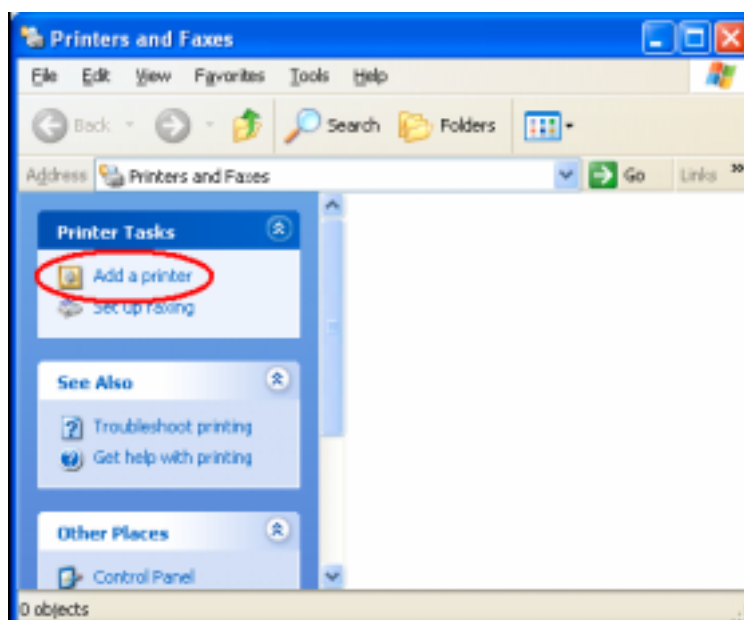 Printers and Faxes
File Edit View Favorites Tools Help
Back Search Folders
Address Printers and Faxes Go Links »
Printer Tasks
Add a printer
Set up faxing
See Also
Troubleshoot printing
Get help with printing
Other Places
Control Panel
0 objects